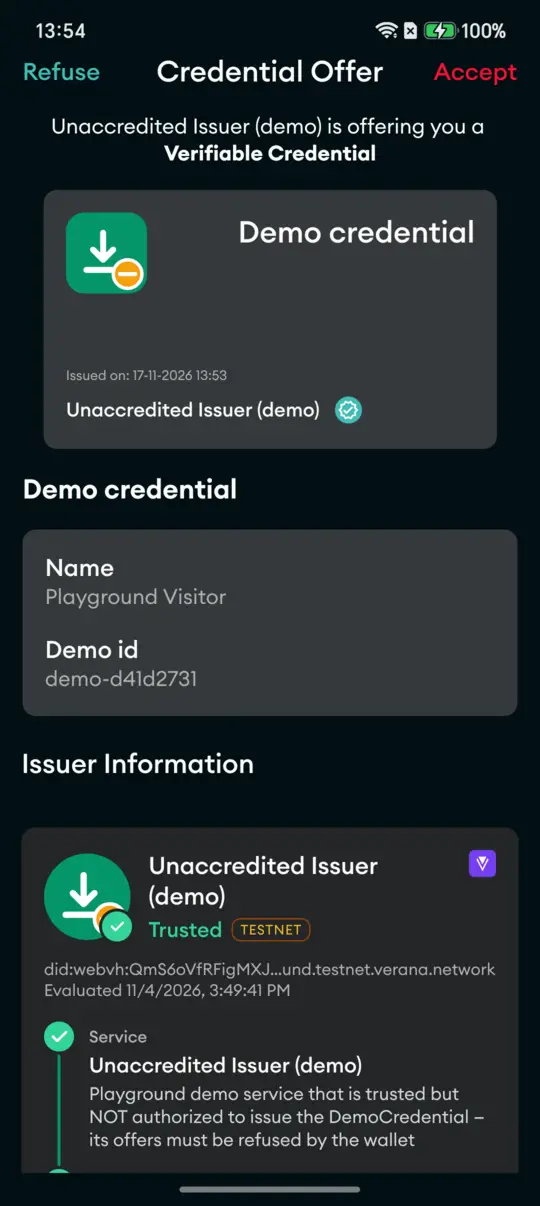 13:54
100%
Refuse
Credential Offer
Accept
Unaccredited Issuer (demo) is offering you a
Verifiable Credential
Demo credential
Issued on: 17-11-2026 13:53
Unaccredited Issuer (demo)
Demo credential
Name
Playground Visitor
Demo id
demo-d41d2731
Issuer Information
Unaccredited Issuer
(demo)
Trusted
TESTNET
did:webvh:QmS6oVfRFigMXJ...und.testnet.verana.network
Evaluated 11/4/2026, 3:49:41 PM
Service
Unaccredited Issuer (demo)
Playground demo service that is trusted but
NOT authorized to issue the DemoCredential —
its offers must be refused by the wallet